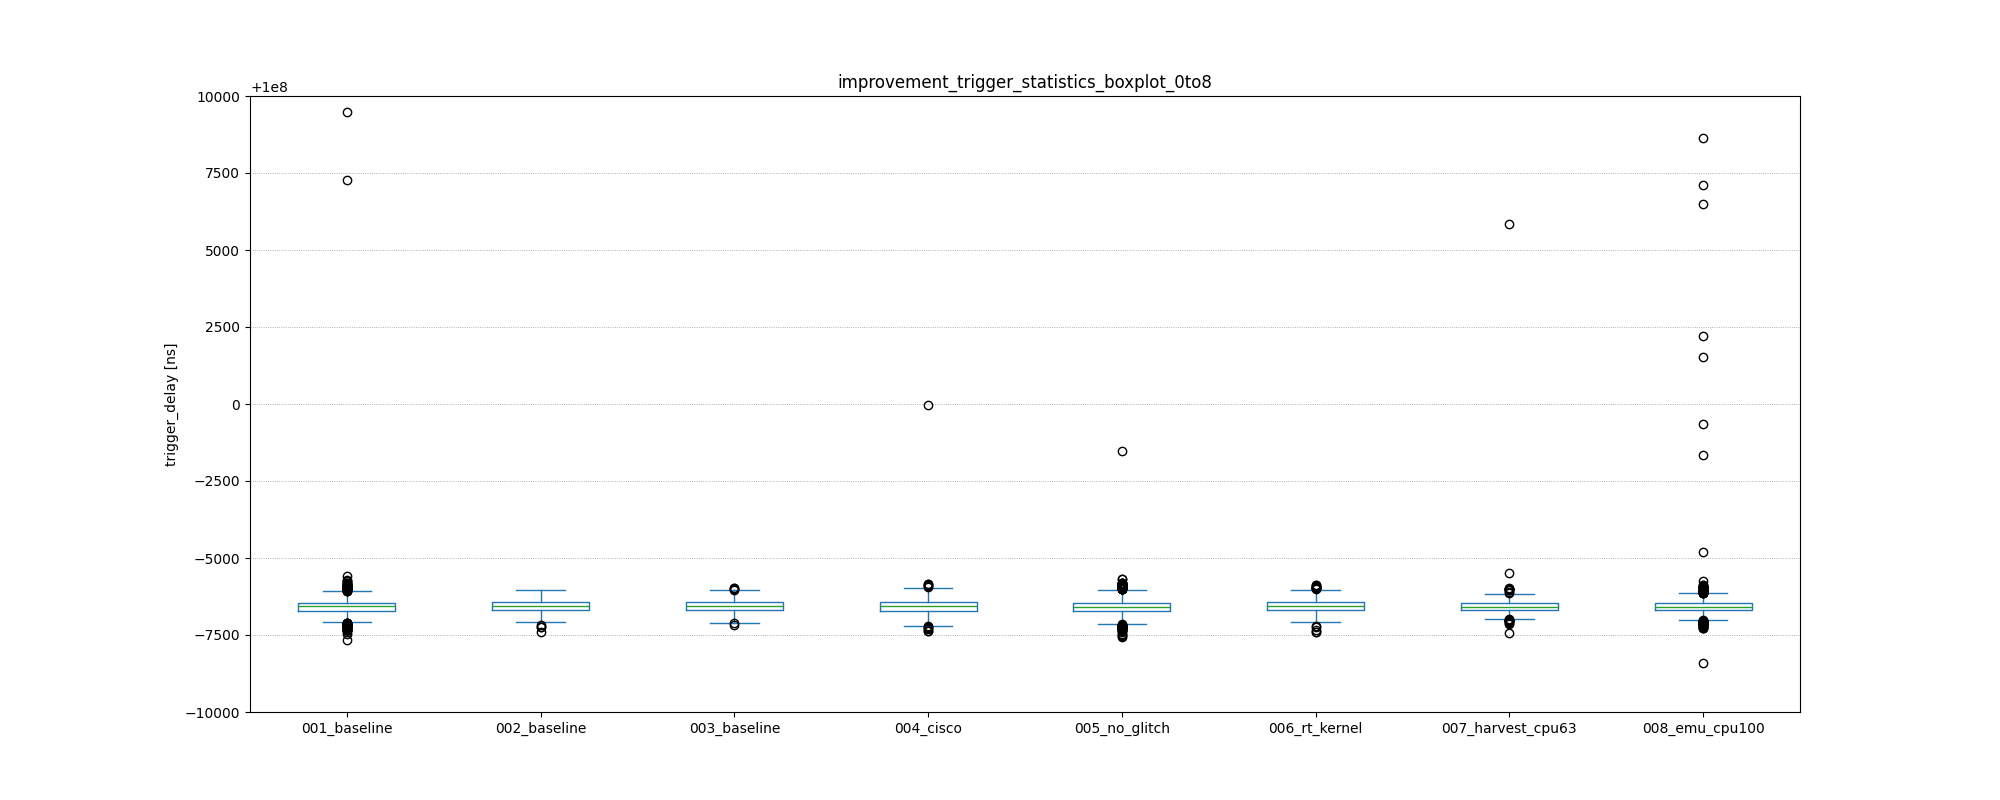 improvement_trigger_statistics_boxplot_0to8
+1e8
10000
7500
5000
2500
0
−2500
−5000
−7500
−10000
trigger_delay [ns]
001_baseline
002_baseline
003_baseline
004_cisco
005_no_glitch
006_rt_kernel
007_harvest_cpu63
008_emu_cpu100